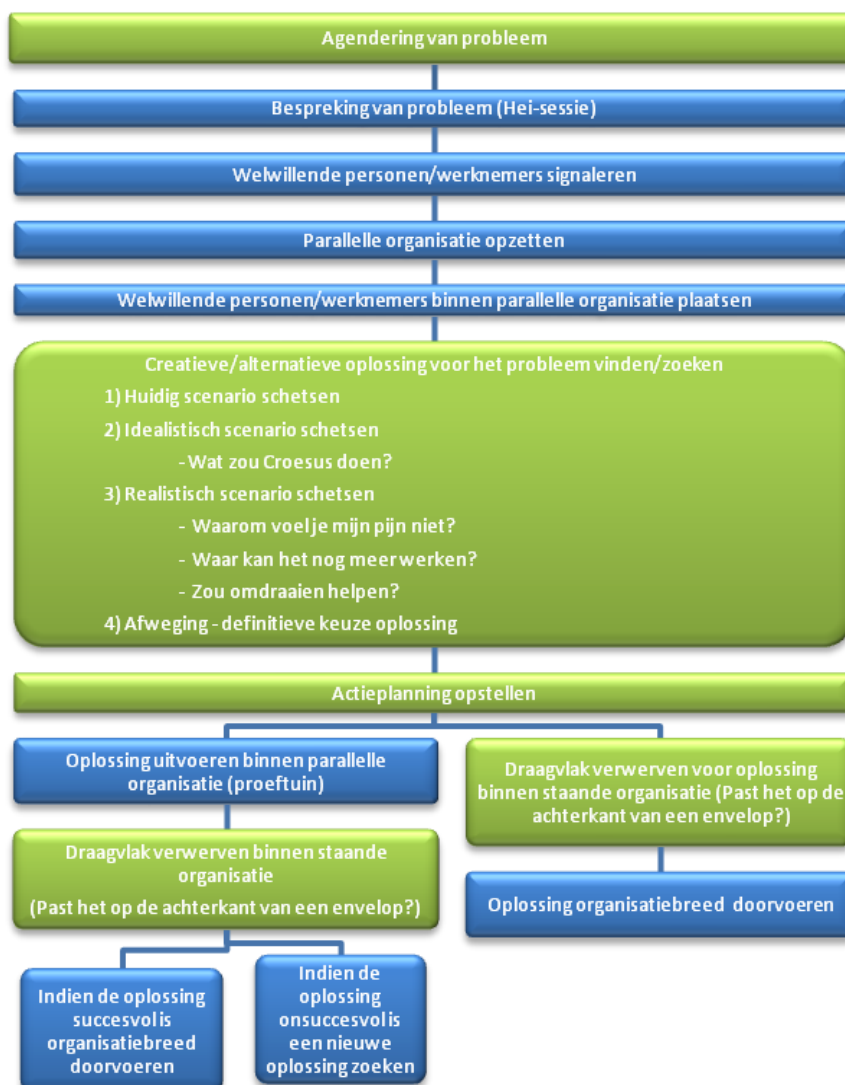 Agendering van probleem
Bespreking van probleem (Hei-sessie)
Welwillende personen/werknemers signaleren
Parallelle organisatie opzetten
Welwillende personen/werknemers binnen parallelle organisatie plaatsen
Creatieve/alternatieve oplossing voor het probleem vinden/zoeken
1) Huidig scenario schetsen
2) Idealistisch scenario schetsen
- Wat zou Croesus doen?
3) Realistisch scenario schetsen
- Waarom voel je mijn pijn niet?
- Waar kan het nog meer werken?
- Zou omdraaien helpen?
4) Afweging - definitieve keuze oplossing
Actieplanning opstellen
Oplossing uitvoeren binnen parallelle
organisatie (proeftuin)
Draagvlak verwerven binnen staande
organisatie
(Past het op de achterkant van een envelop?)
Indien de oplossing
succesvol is
organisatiebreed
doorvoeren
Indien de
oplossing
onsuccesvol is
een nieuwe
oplossing zoeken
Draagvlak verwerven voor oplossing
binnen staande organisatie (Past het op de
achterkant van een envelop?)
Oplossing organisatiebreed doorvoeren